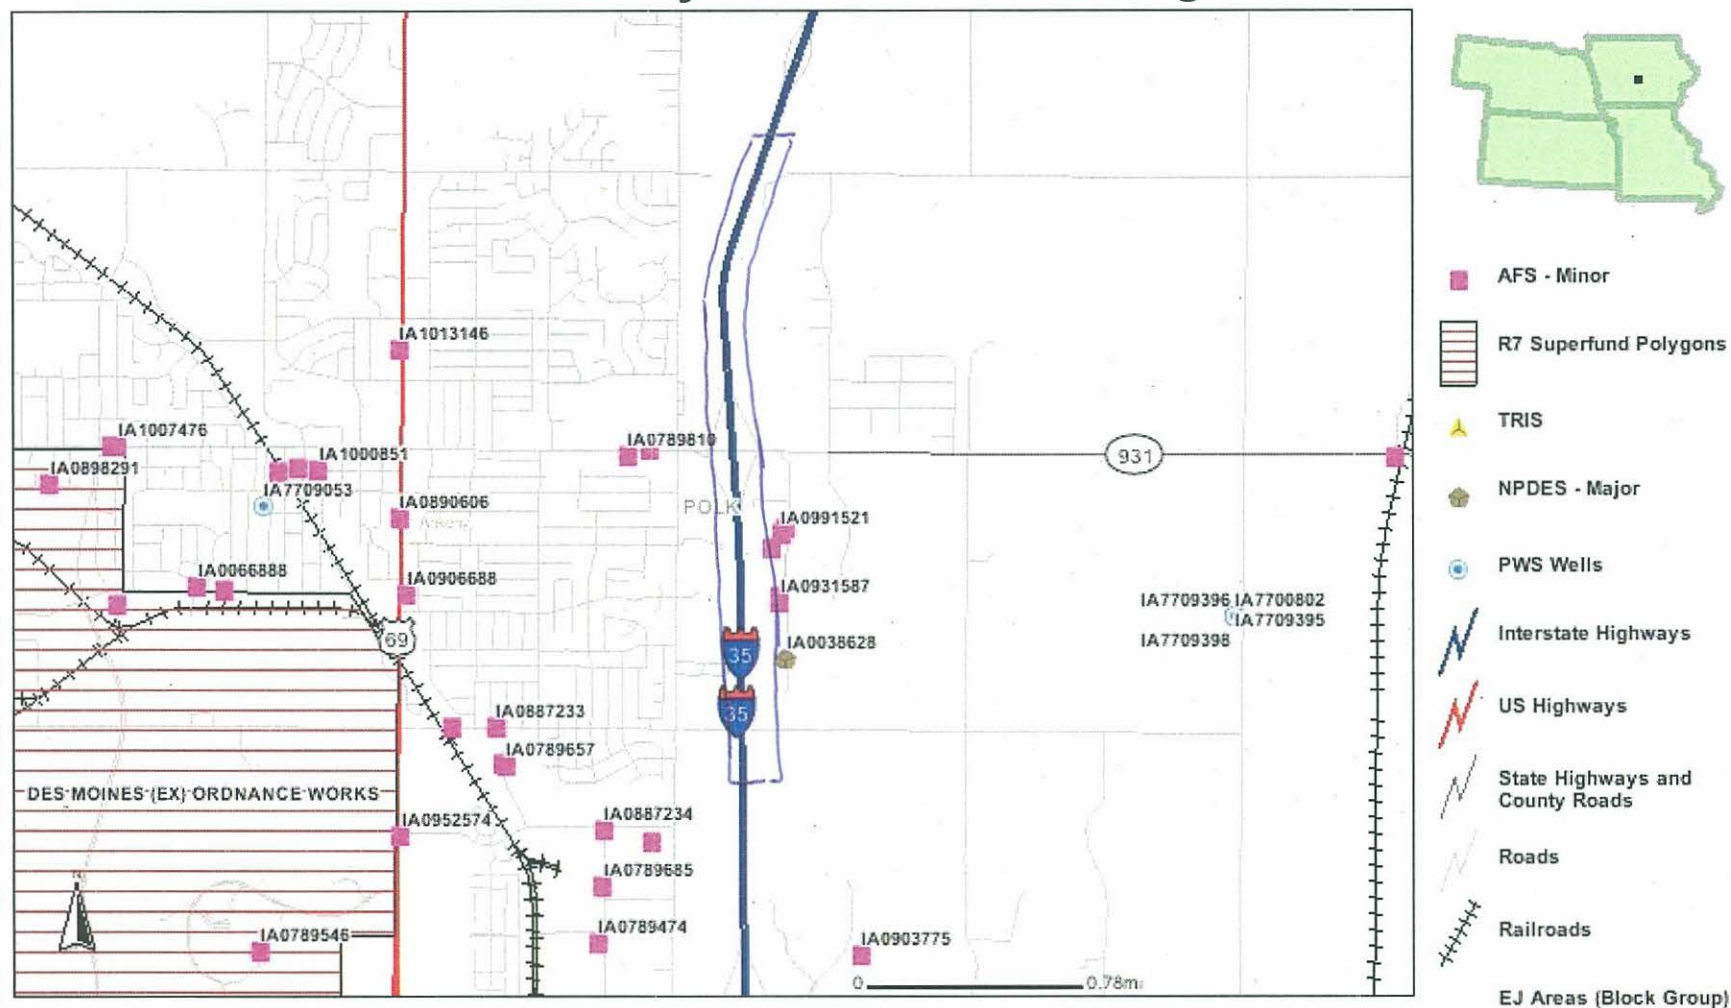 IA1013146
IA1007476
IA0789810
IA1000851
IA0898291
931
IA7709053
IA0890606
POLK
IA0991521
IA0066888
IA0906688
IA0931587
IA7709396 IA7700802
IA7709395
69
35
IA0038628
IA7709398
35
IA0887233
IA0789657
DES MOINES (EX) ORDNANCE WORKS
IA0952574
IA0887234
IA0789685
N
IA0789474
IA0789546
IA0903775
0 0.78mi
AFS - Minor
R7 Superfund Polygons
TRIS
NPDES - Major
PWS Wells
Interstate Highways
US Highways
State Highways and
County Roads
Roads
Railroads
EJ Areas (Block Group)